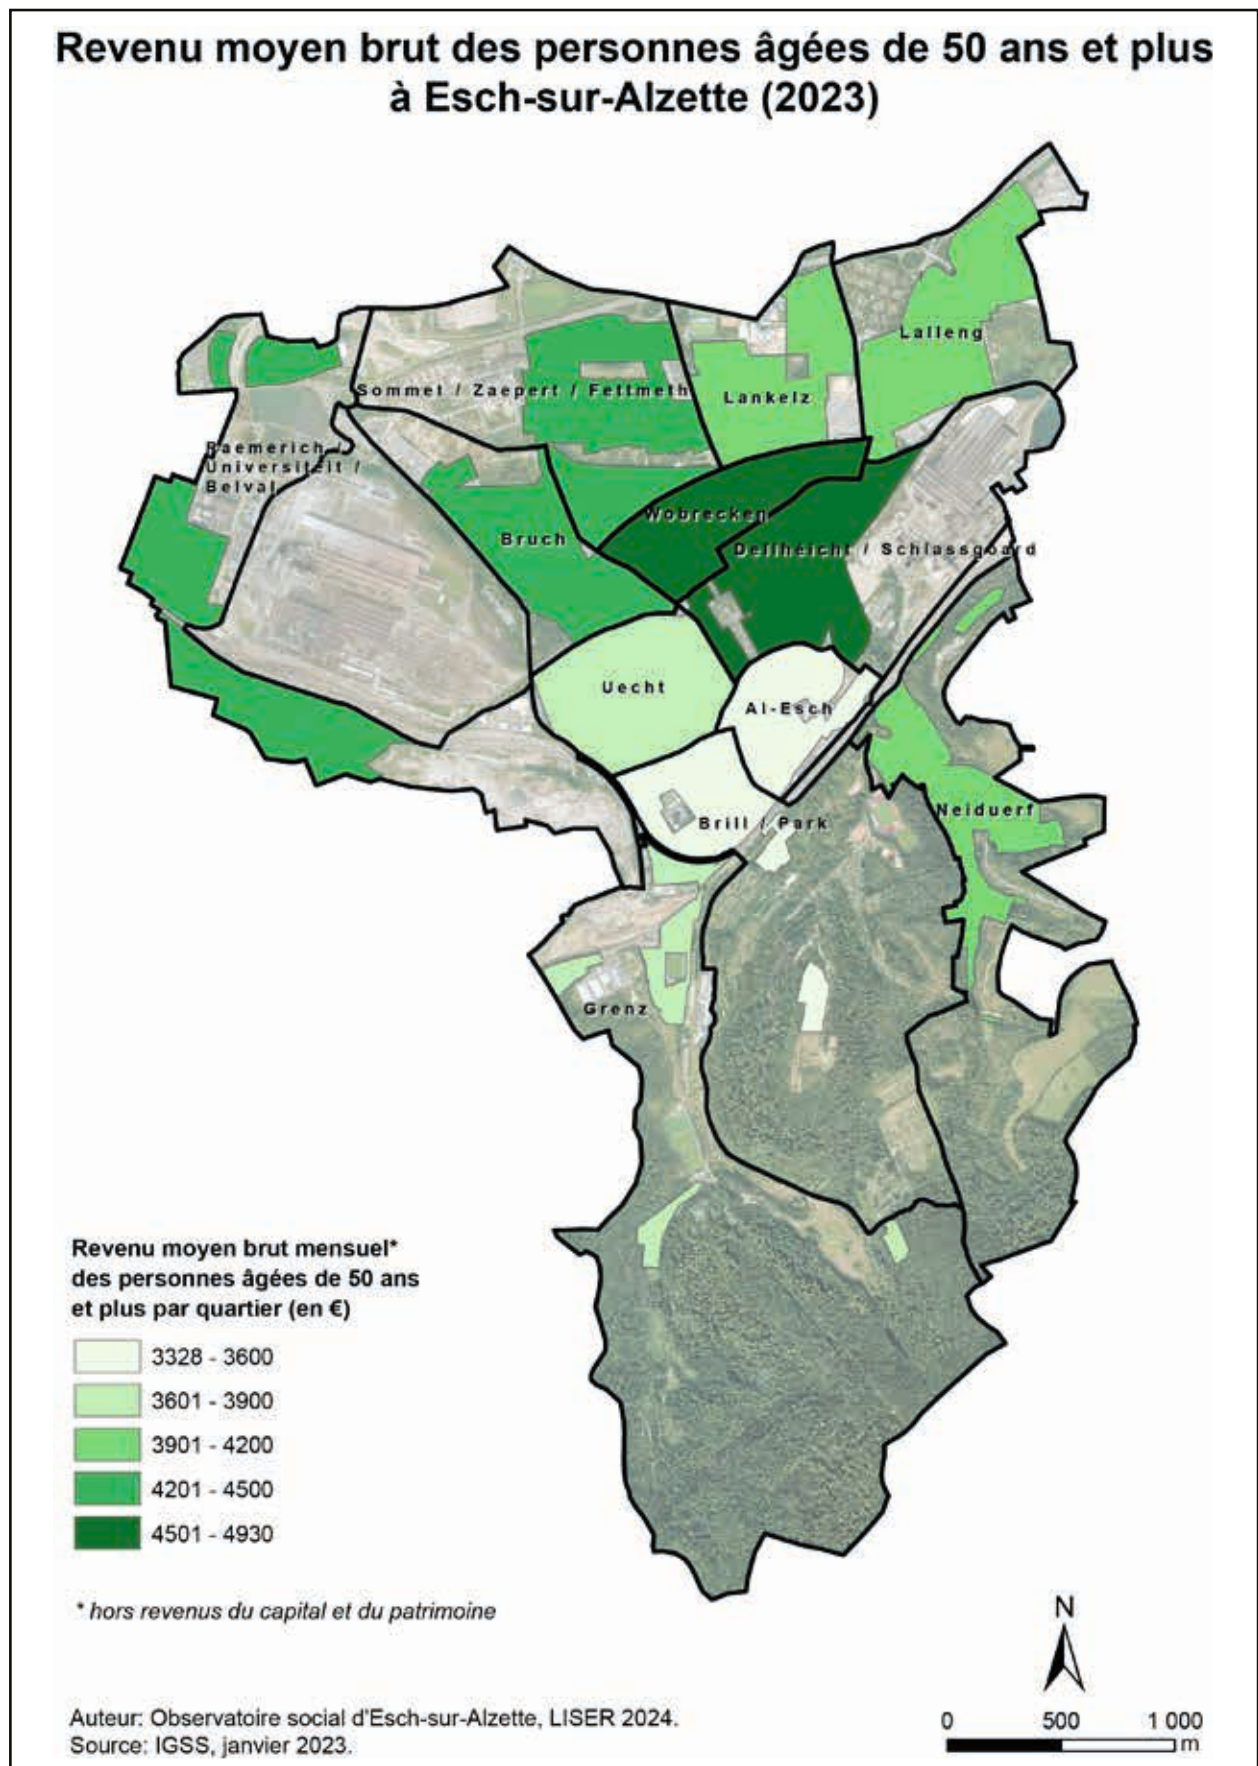 Revenu moyen brut des personnes âgées de 50 ans et plus
à Esch-sur-Alzette (2023)
Lalleng
Sommet / Zaepert / Fettmeth
Lankelz
Raemerich /
Universiteit /
Belval
Wobrecken
Bruch
Dellhéicht / Schlassgoard
Uecht
Al-Esch
Neiduerf
Brill / Park
Grenz
Revenu moyen brut mensuel*
des personnes âgées de 50 ans
et plus par quartier (en €)
3328 - 3600
3601 - 3900
3901 - 4200
4201 - 4500
4501 - 4930
* hors revenus du capital et du patrimoine
N
Auteur: Observatoire social d'Esch-sur-Alzette, LISER 2024.
Source: IGSS, janvier 2023.
0 500 1 000
m